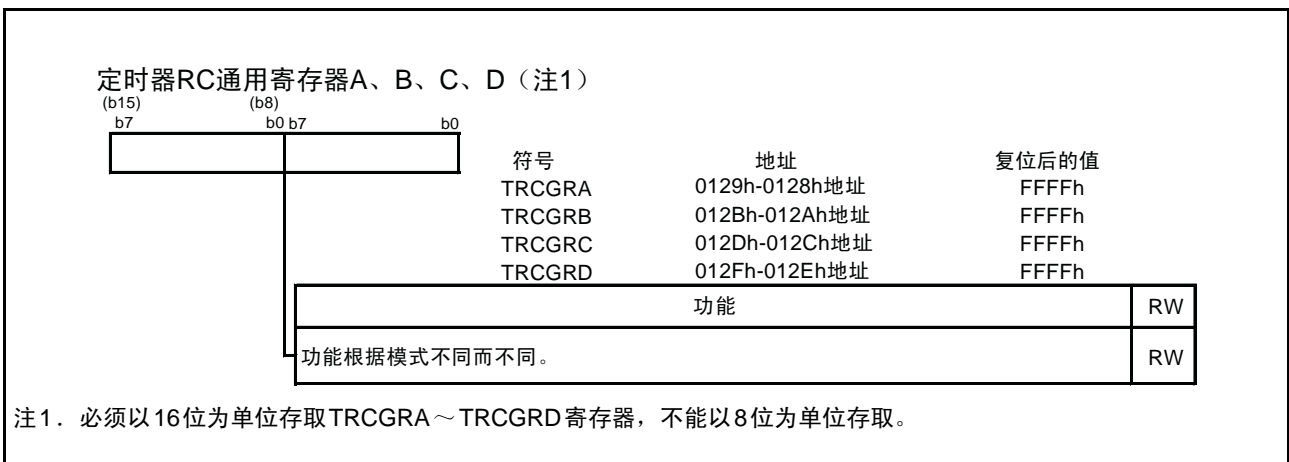 定时器RC通用寄存器A、B、C、D（注1）
(b15) (b8)
b7 b0 b7 b0
符号 地址 复位后的值
TRCGRA 0129h-0128h地址 FFFFh
TRCGRB 012Bh-012Ah地址 FFFFh
TRCGRC 012Dh-012Ch地址 FFFFh
TRCGRD 012Fh-012Eh地址 FFFFh
功能 RW
功能根据模式不同而不同。 RW
注1．必须以16位为单位存取TRCGRA～TRCGRD寄存器，不能以8位为单位存取。